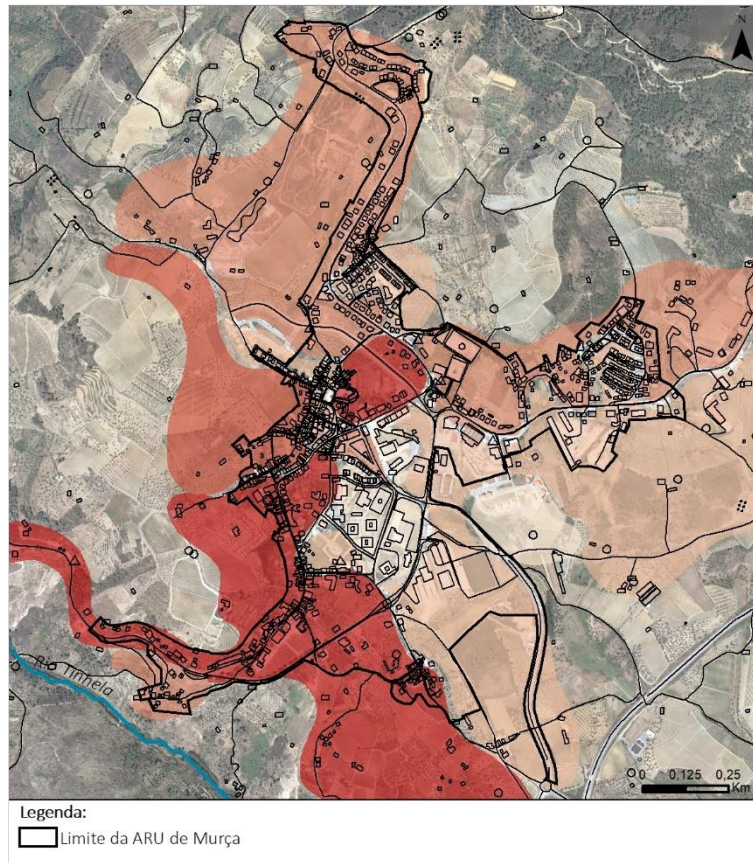 N
Rio Tinhela
0 0,125 0,25
Km
Legenda:
Limite da ARU de Murça